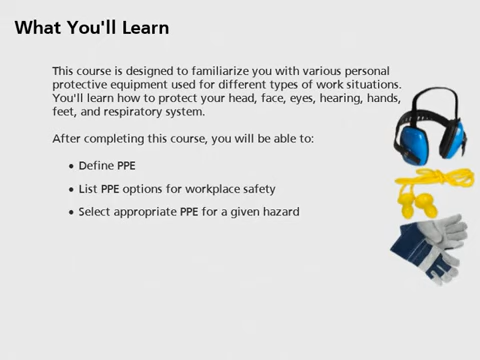 What You'll Learn
This course is designed to familiarize you with various personal
protective equipment used for different types of work situations.
You'll learn how to protect your head, face, eyes, hearing, hands,
feet, and respiratory system.
After completing this course, you will be able to:
• Define PPE
• List PPE options for workplace safety
• Select appropriate PPE for a given hazard